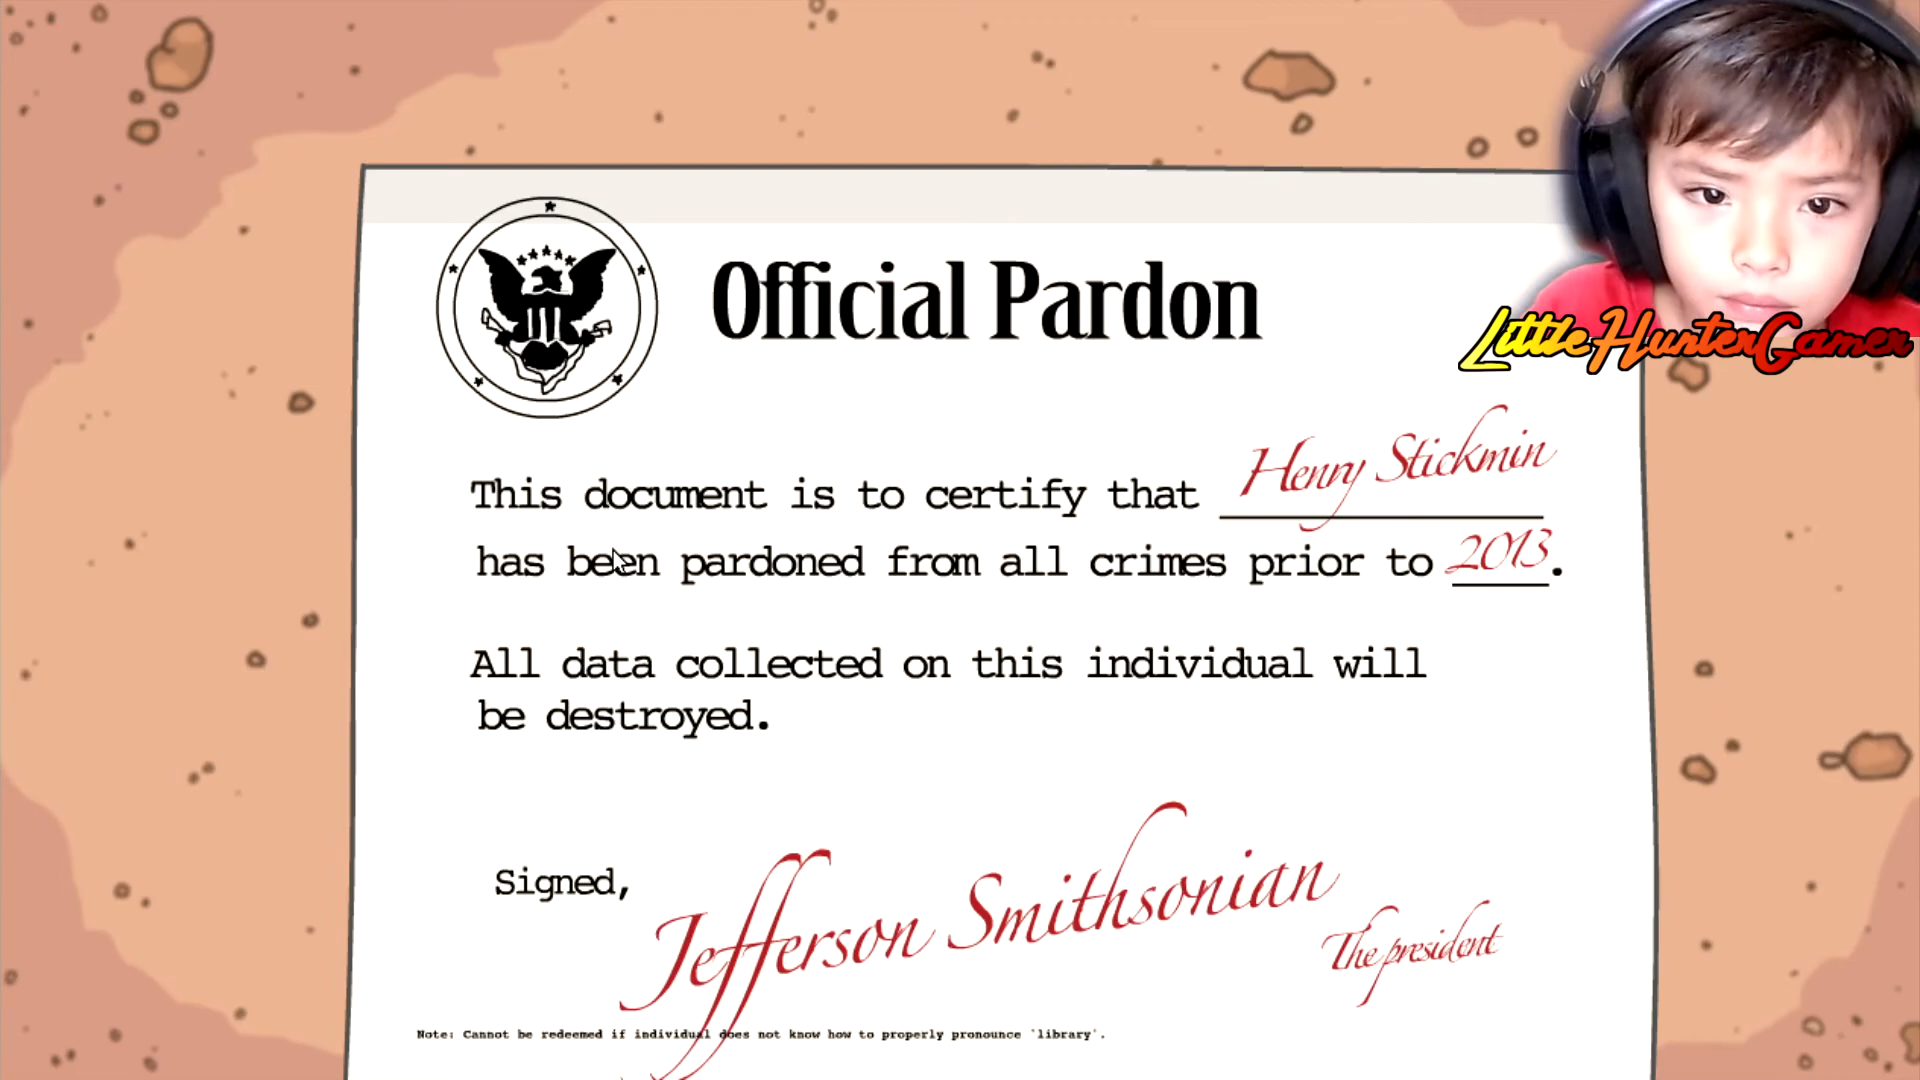 Official Pardon
LittleHunterGamer
This document is to certify that Henry Stickmin
has been pardoned from all crimes prior to 2013.
All data collected on this individual will
be destroyed.
Signed,
Jefferson Smithsonian
The president
Note: Cannot be redeemed if individual does not know how to properly pronounce `library'.